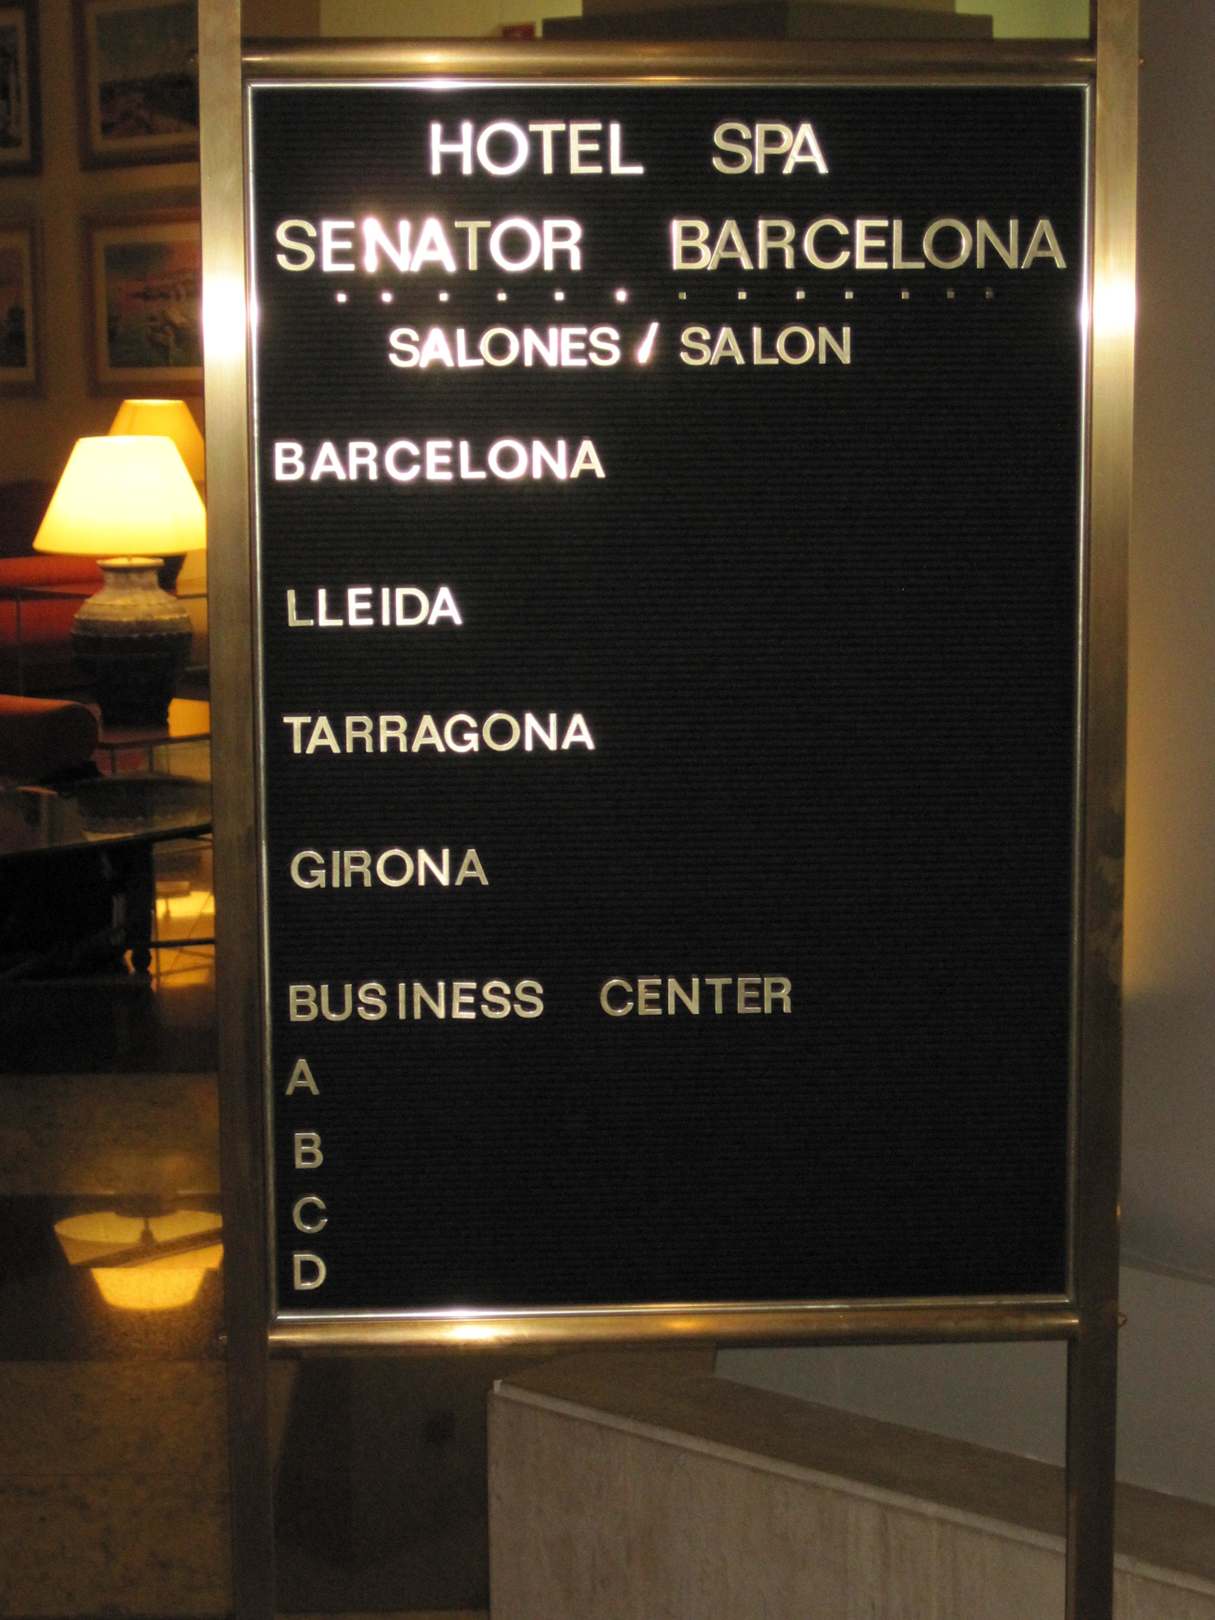 HOTEL SPA
SENATOR BARCELONA
. . . . . . . . . . . . .
SALONES / SALON
BARCELONA
LLEIDA
TARRAGONA
GIRONA
BUSINESS CENTER
A
B
C
D